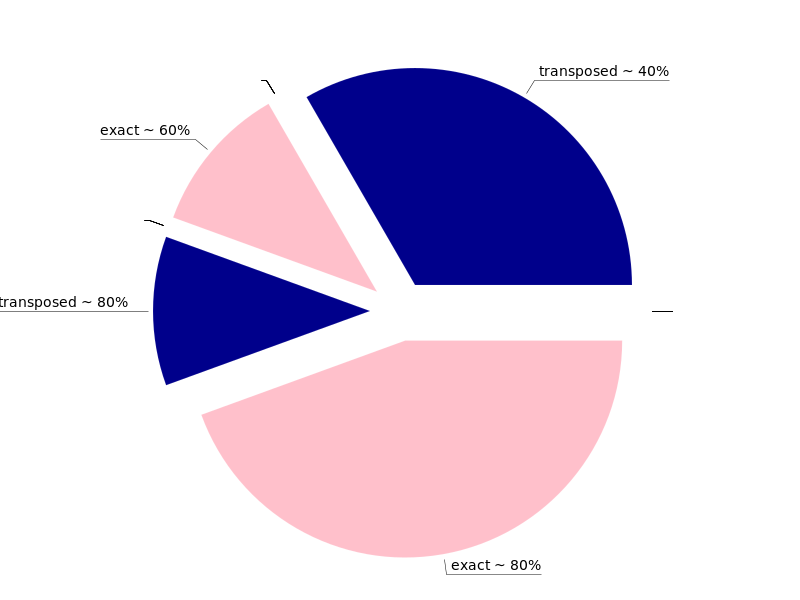 transposed ~ 40%
exact ~ 60%
transposed ~ 80%
exact ~ 80%